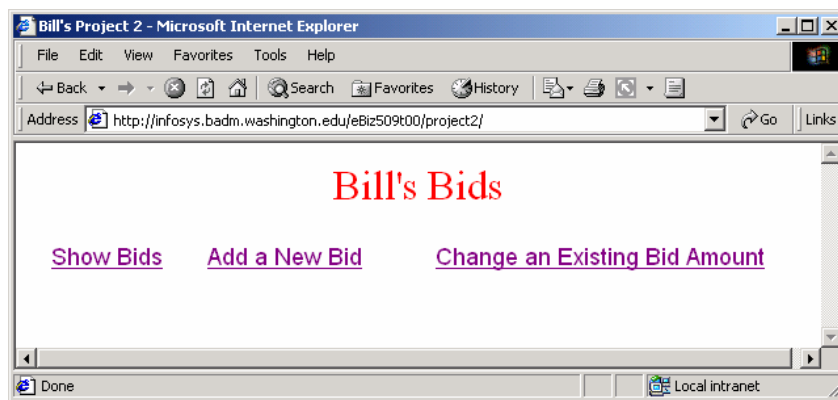 Bill's Project 2 - Microsoft Internet Explorer
File Edit View Favorites Tools Help
Back Search Favorites History
Address http://infosys.badm.washington.edu/eBiz509t00/project2/ Go Links
Bill's Bids
Show Bids Add a New Bid Change an Existing Bid Amount
Done Local intranet